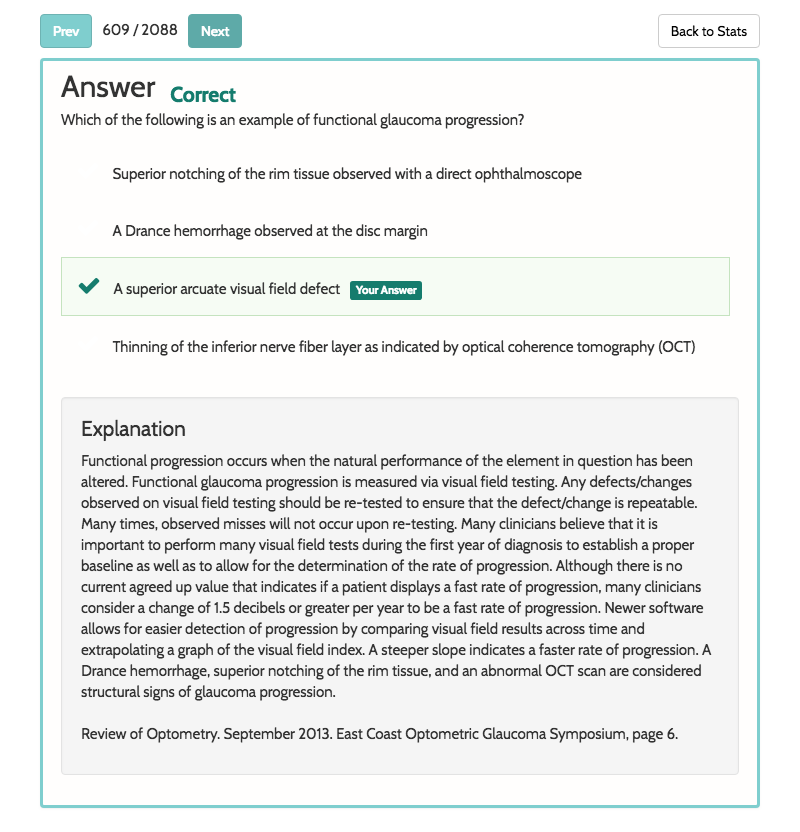 Prev 609 / 2088 Next Back to Stats
Answer Correct
Which of the following is an example of functional glaucoma progression?
Superior notching of the rim tissue observed with a direct ophthalmoscope
A Drance hemorrhage observed at the disc margin
A superior arcuate visual field defect Your Answer
Thinning of the inferior nerve fiber layer as indicated by optical coherence tomography (OCT)
Explanation
Functional progression occurs when the natural performance of the element in question has been
altered. Functional glaucoma progression is measured via visual field testing. Any defects/changes
observed on visual field testing should be re-tested to ensure that the defect/change is repeatable.
Many times, observed misses will not occur upon re-testing. Many clinicians believe that it is
important to perform many visual field tests during the first year of diagnosis to establish a proper
baseline as well as to allow for the determination of the rate of progression. Although there is no
current agreed up value that indicates if a patient displays a fast rate of progression, many clinicians
consider a change of 1.5 decibels or greater per year to be a fast rate of progression. Newer software
allows for easier detection of progression by comparing visual field results across time and
extrapolating a graph of the visual field index. A steeper slope indicates a faster rate of progression. A
Drance hemorrhage, superior notching of the rim tissue, and an abnormal OCT scan are considered
structural signs of glaucoma progression.
Review of Optometry. September 2013. East Coast Optometric Glaucoma Symposium, page 6.